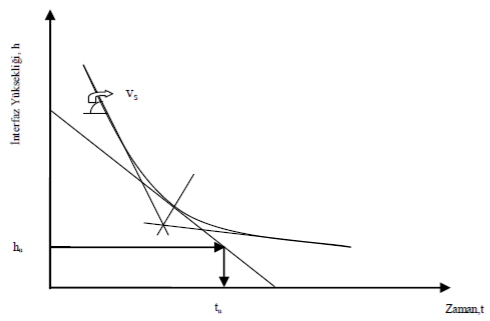 İnterfaz Yüksekliği, h
vs
hu
tu
Zaman,t